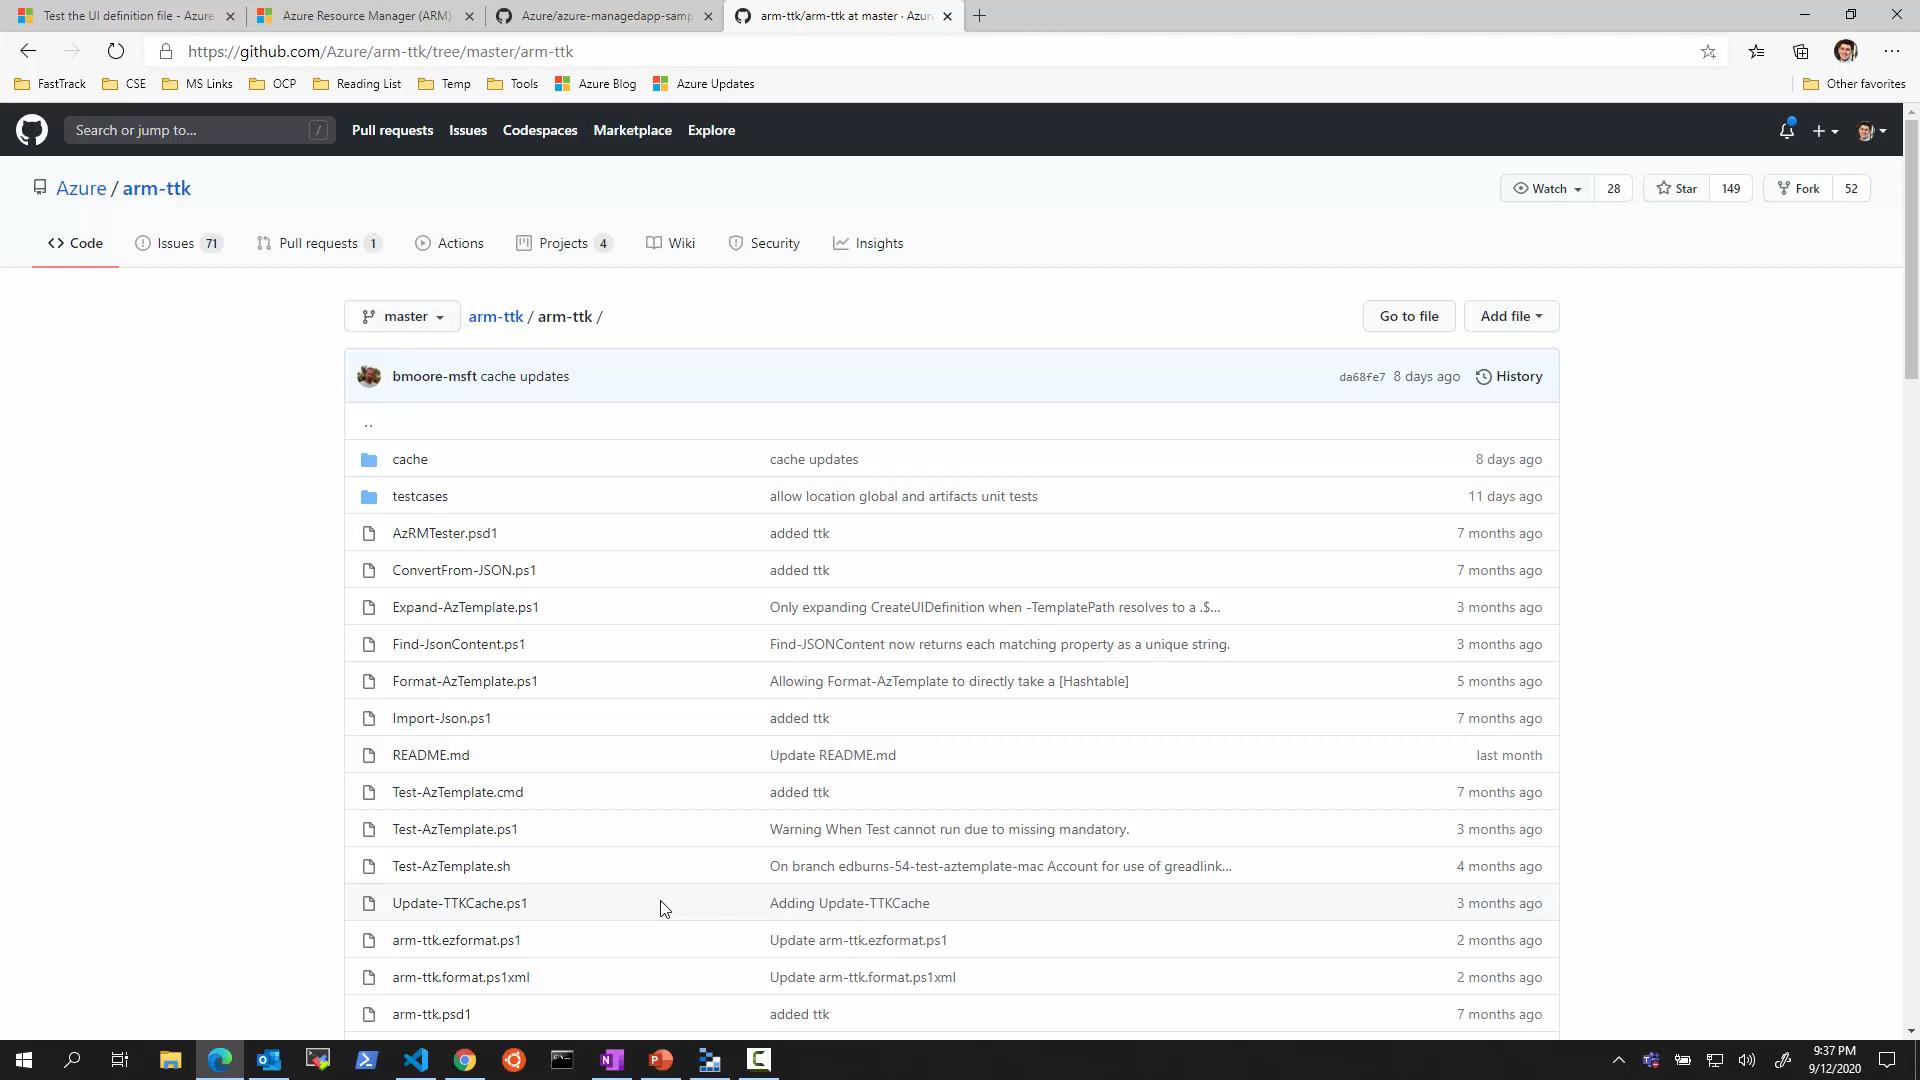 Test the UI definition file - Azure
Azure Resource Manager (ARM)
Azure/azure-managedapp-samp
arm-ttk/arm-ttk at master · Azur
https://github.com/Azure/arm-ttk/tree/master/arm-ttk
FastTrack
CSE
MS Links
OCP
Reading List
Temp
Tools
Azure Blog
Azure Updates
Other favorites
Search or jump to...
/
Pull requests
Issues
Codespaces
Marketplace
Explore
Azure / arm-ttk
Watch 28
Star 149
Fork 52
Code
Issues 71
Pull requests 1
Actions
Projects 4
Wiki
Security
Insights
master
arm-ttk / arm-ttk /
Go to file
Add file
bmoore-msft cache updates
da68fe7 8 days ago
History
..
cache cache updates 8 days ago
testcases allow location global and artifacts unit tests 11 days ago
AzRMTester.psd1 added ttk 7 months ago
ConvertFrom-JSON.ps1 added ttk 7 months ago
Expand-AzTemplate.ps1 Only expanding CreateUIDefinition when -TemplatePath resolves to a .$... 3 months ago
Find-JsonContent.ps1 Find-JSONContent now returns each matching property as a unique string. 3 months ago
Format-AzTemplate.ps1 Allowing Format-AzTemplate to directly take a [Hashtable] 5 months ago
Import-Json.ps1 added ttk 7 months ago
README.md Update README.md last month
Test-AzTemplate.cmd added ttk 7 months ago
Test-AzTemplate.ps1 Warning When Test cannot run due to missing mandatory. 3 months ago
Test-AzTemplate.sh On branch edburns-54-test-aztemplate-mac Account for use of greadlink... 4 months ago
Update-TTKCache.ps1 Adding Update-TTKCache 3 months ago
arm-ttk.ezformat.ps1 Update arm-ttk.ezformat.ps1 2 months ago
arm-ttk.format.ps1xml Update arm-ttk.format.ps1xml 2 months ago
arm-ttk.psd1 added ttk 7 months ago
9:37 PM
9/12/2020